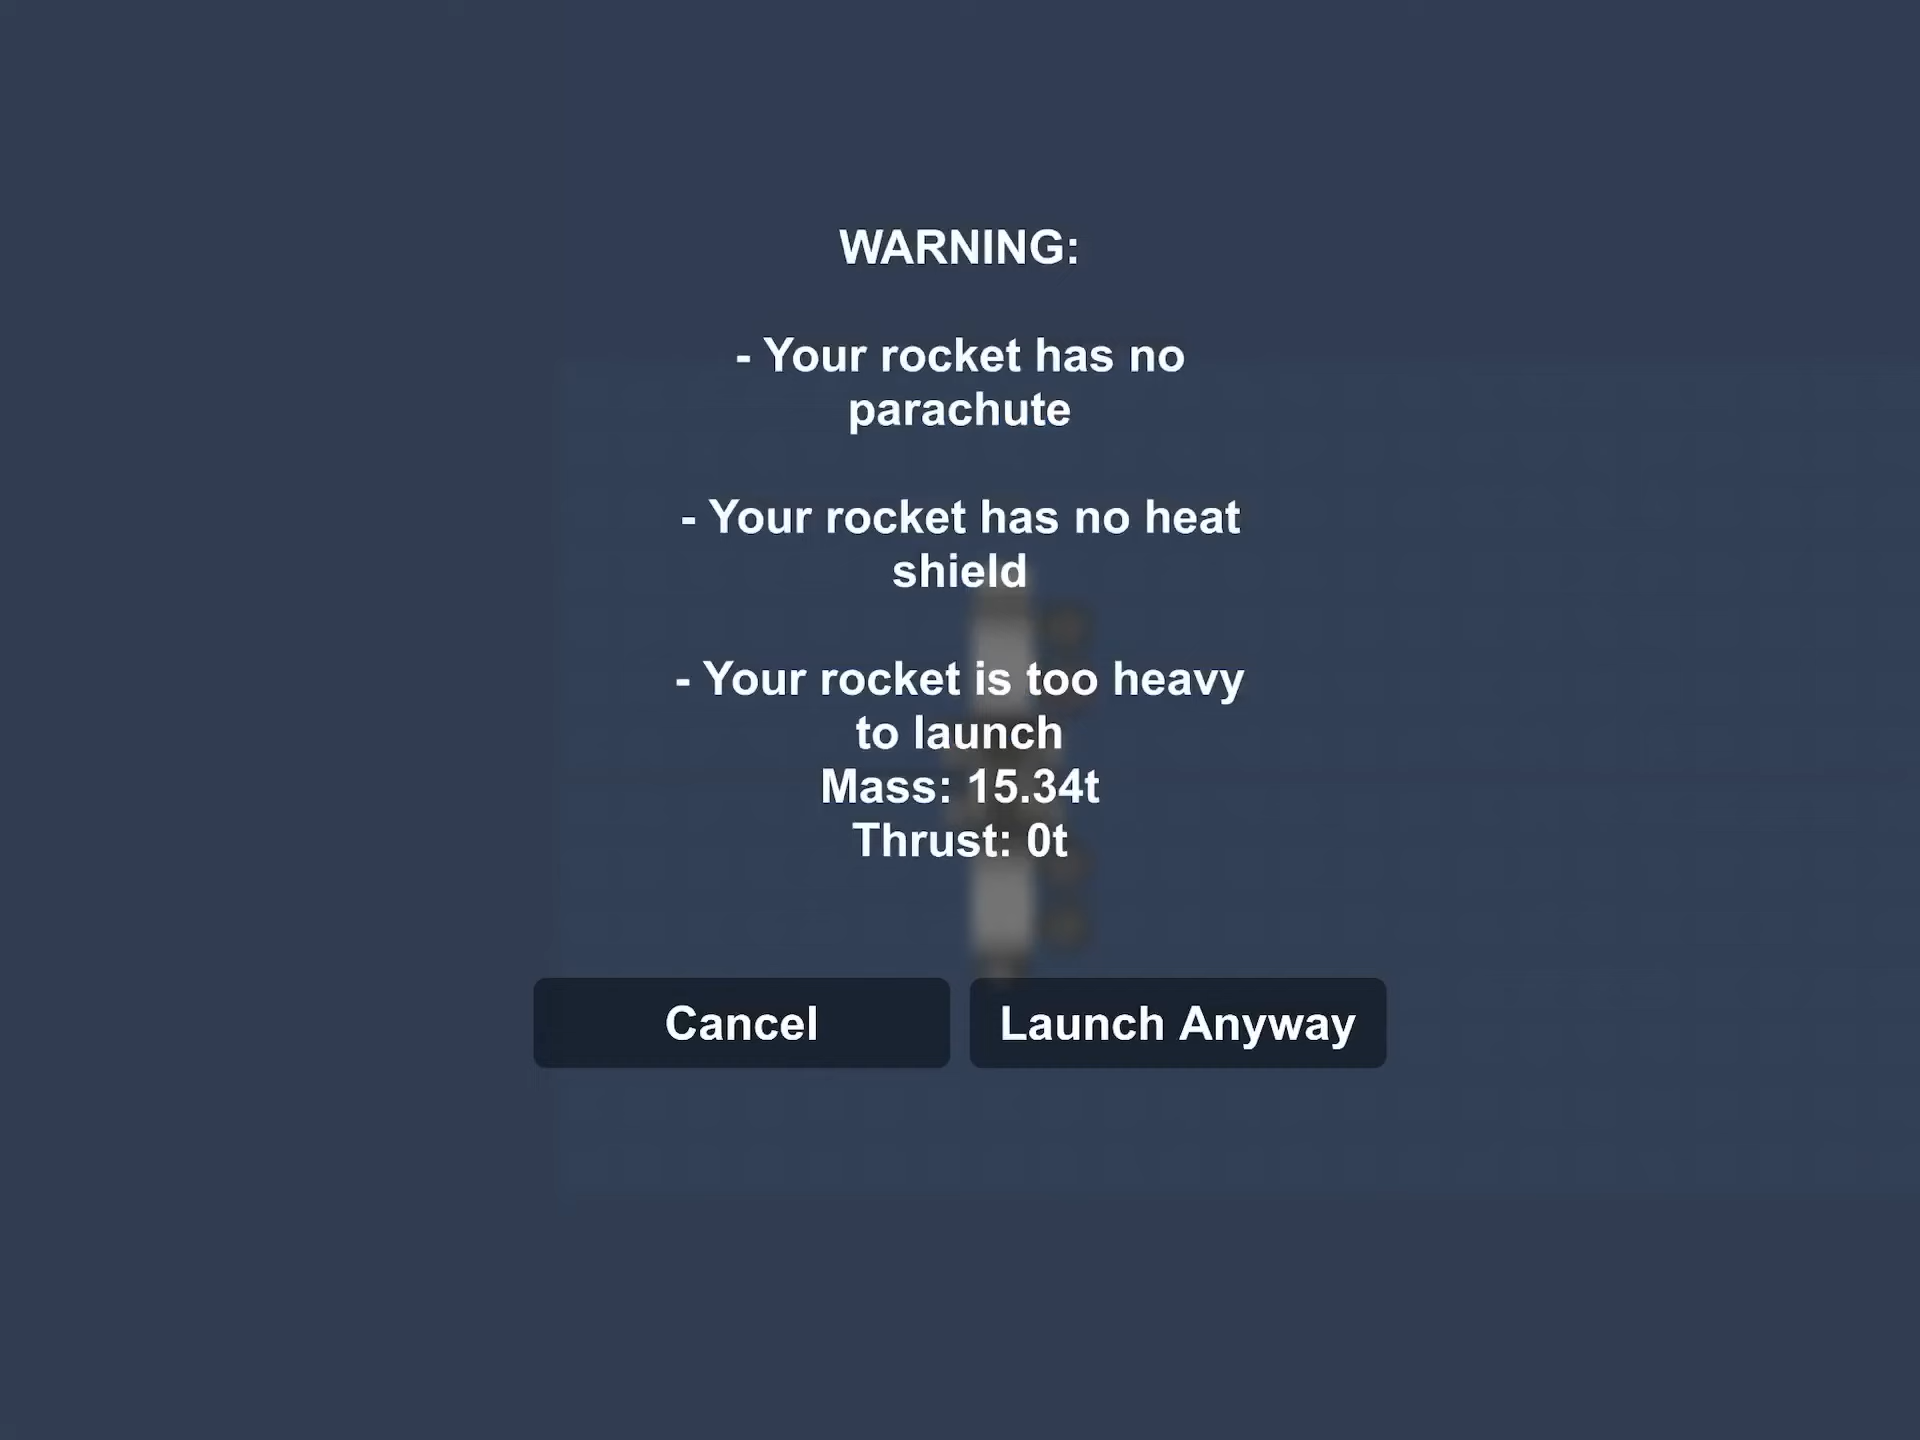 WARNING:
- Your rocket has no
parachute
- Your rocket has no heat
shield
- Your rocket is too heavy
to launch
Mass: 15.34t
Thrust: 0t
Cancel
Launch Anyway